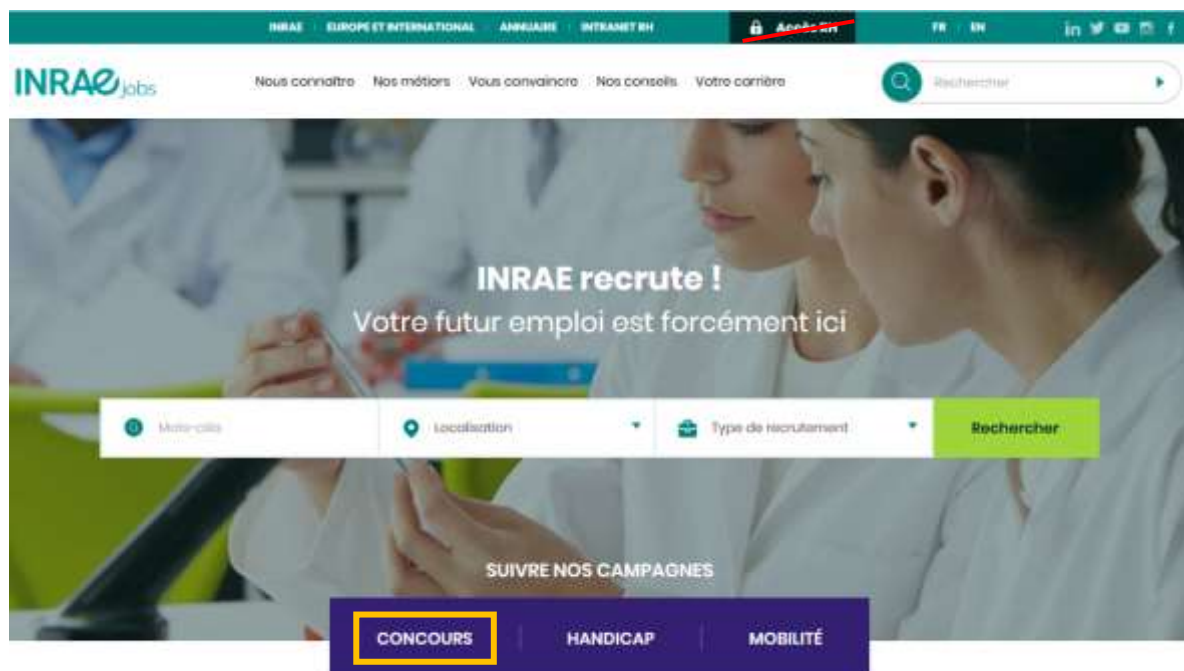 INRAE EUROPE ET INTERNATIONAL ANNUAIRE INTRANET RH Accès RH FR EN
INRAE jobs
Nous connaître Nos métiers Vous convaincre Nos conseils Votre carrière Rechercher
INRAE recrute !
Votre futur emploi est forcément ici
Mots-clés Localisation Type de recrutement Rechercher
SUIVRE NOS CAMPAGNES
CONCOURS HANDICAP MOBILITÉ